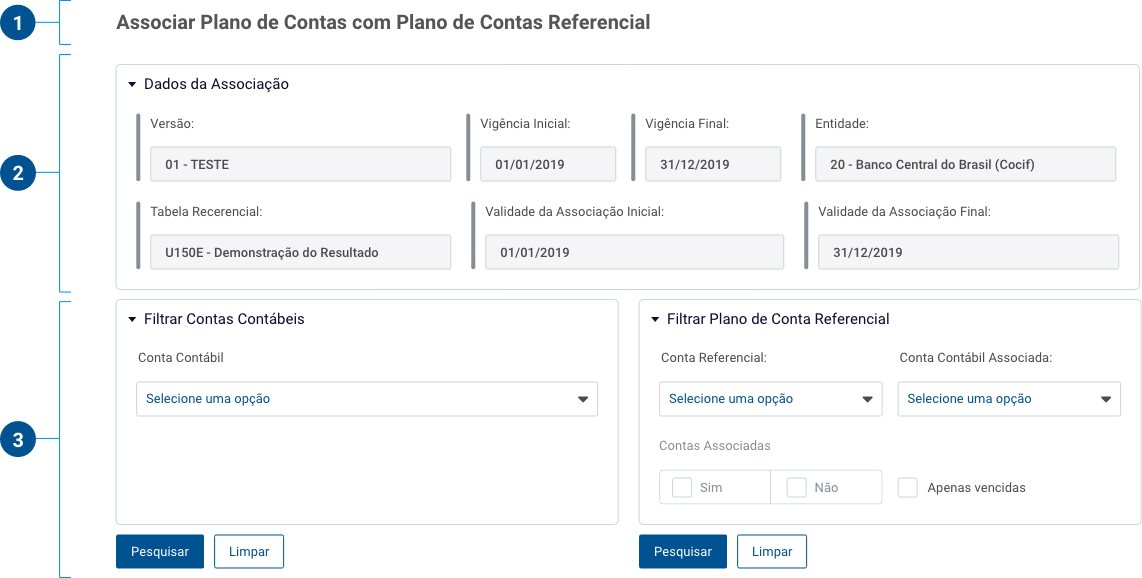 1
Associar Plano de Contas com Plano de Contas Referencial
2
Dados da Associação
Versão: Vigência Inicial: Vigência Final: Entidade:
01 - TESTE 01/01/2019 31/12/2019 20 - Banco Central do Brasil (Cocif)
Tabela Recerencial: Validade da Associação Inicial: Validade da Associação Final:
U150E - Demonstração do Resultado 01/01/2019 31/12/2019
3
Filtrar Contas Contábeis
Conta Contábil
Selecione uma opção
Pesquisar Limpar
Filtrar Plano de Conta Referencial
Conta Referencial: Conta Contábil Associada:
Selecione uma opção Selecione uma opção
Contas Associadas
Sim Não Apenas vencidas
Pesquisar Limpar